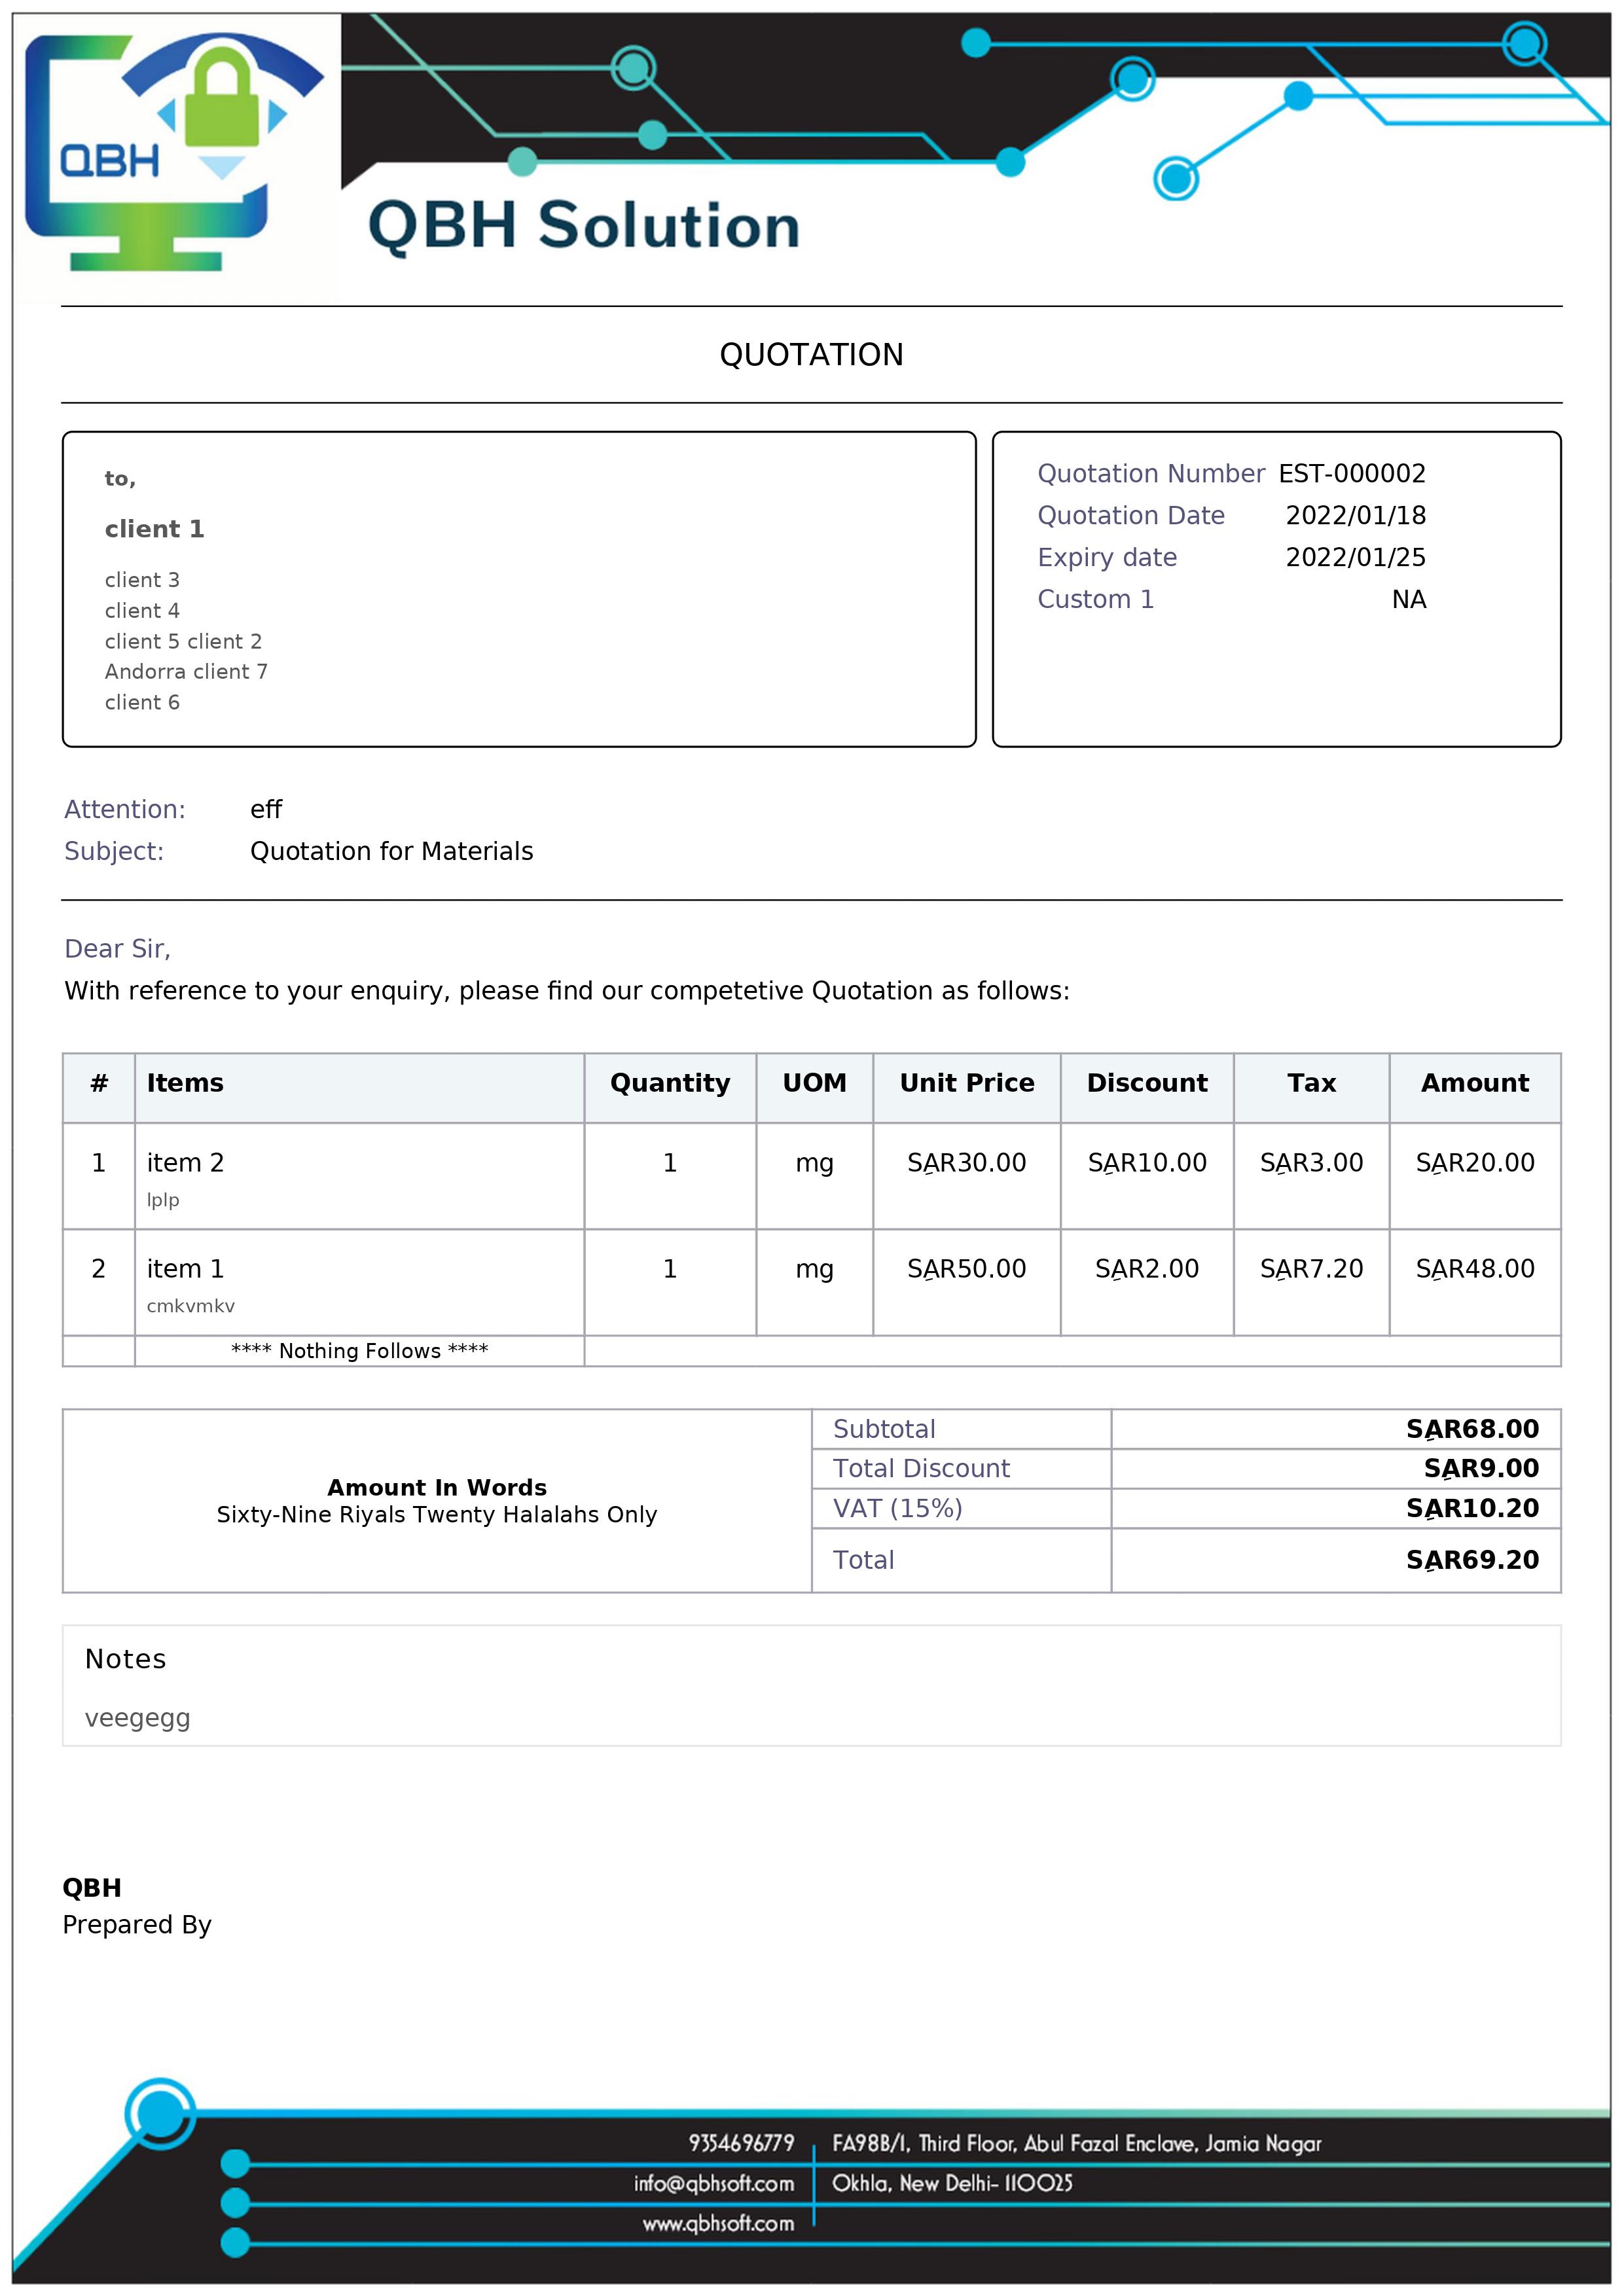 QBH
QBH Solution
QUOTATION
to,
client 1
client 3
client 4
client 5 client 2
Andorra client 7
client 6
Quotation Number EST-000002
Quotation Date 2022/01/18
Expiry date 2022/01/25
Custom 1 NA
Attention: eff
Subject: Quotation for Materials
Dear Sir,
With reference to your enquiry, please find our competetive Quotation as follows:
# Items Quantity UOM Unit Price Discount Tax Amount
1 item 2 1 mg SAR30.00 SAR10.00 SAR3.00 SAR20.00
lplp
2 item 1 1 mg SAR50.00 SAR2.00 SAR7.20 SAR48.00
cmkvmkv
**** Nothing Follows ****
Amount In Words
Sixty-Nine Riyals Twenty Halalahs Only
Subtotal SAR68.00
Total Discount SAR9.00
VAT (15%) SAR10.20
Total SAR69.20
Notes
veegegg
QBH
Prepared By
9354696779 FA98B/1, Third Floor, Abul Fazal Enclave, Jamia Nagar
info@qbhsoft.com Okhla, New Delhi- 110025
www.qbhsoft.com